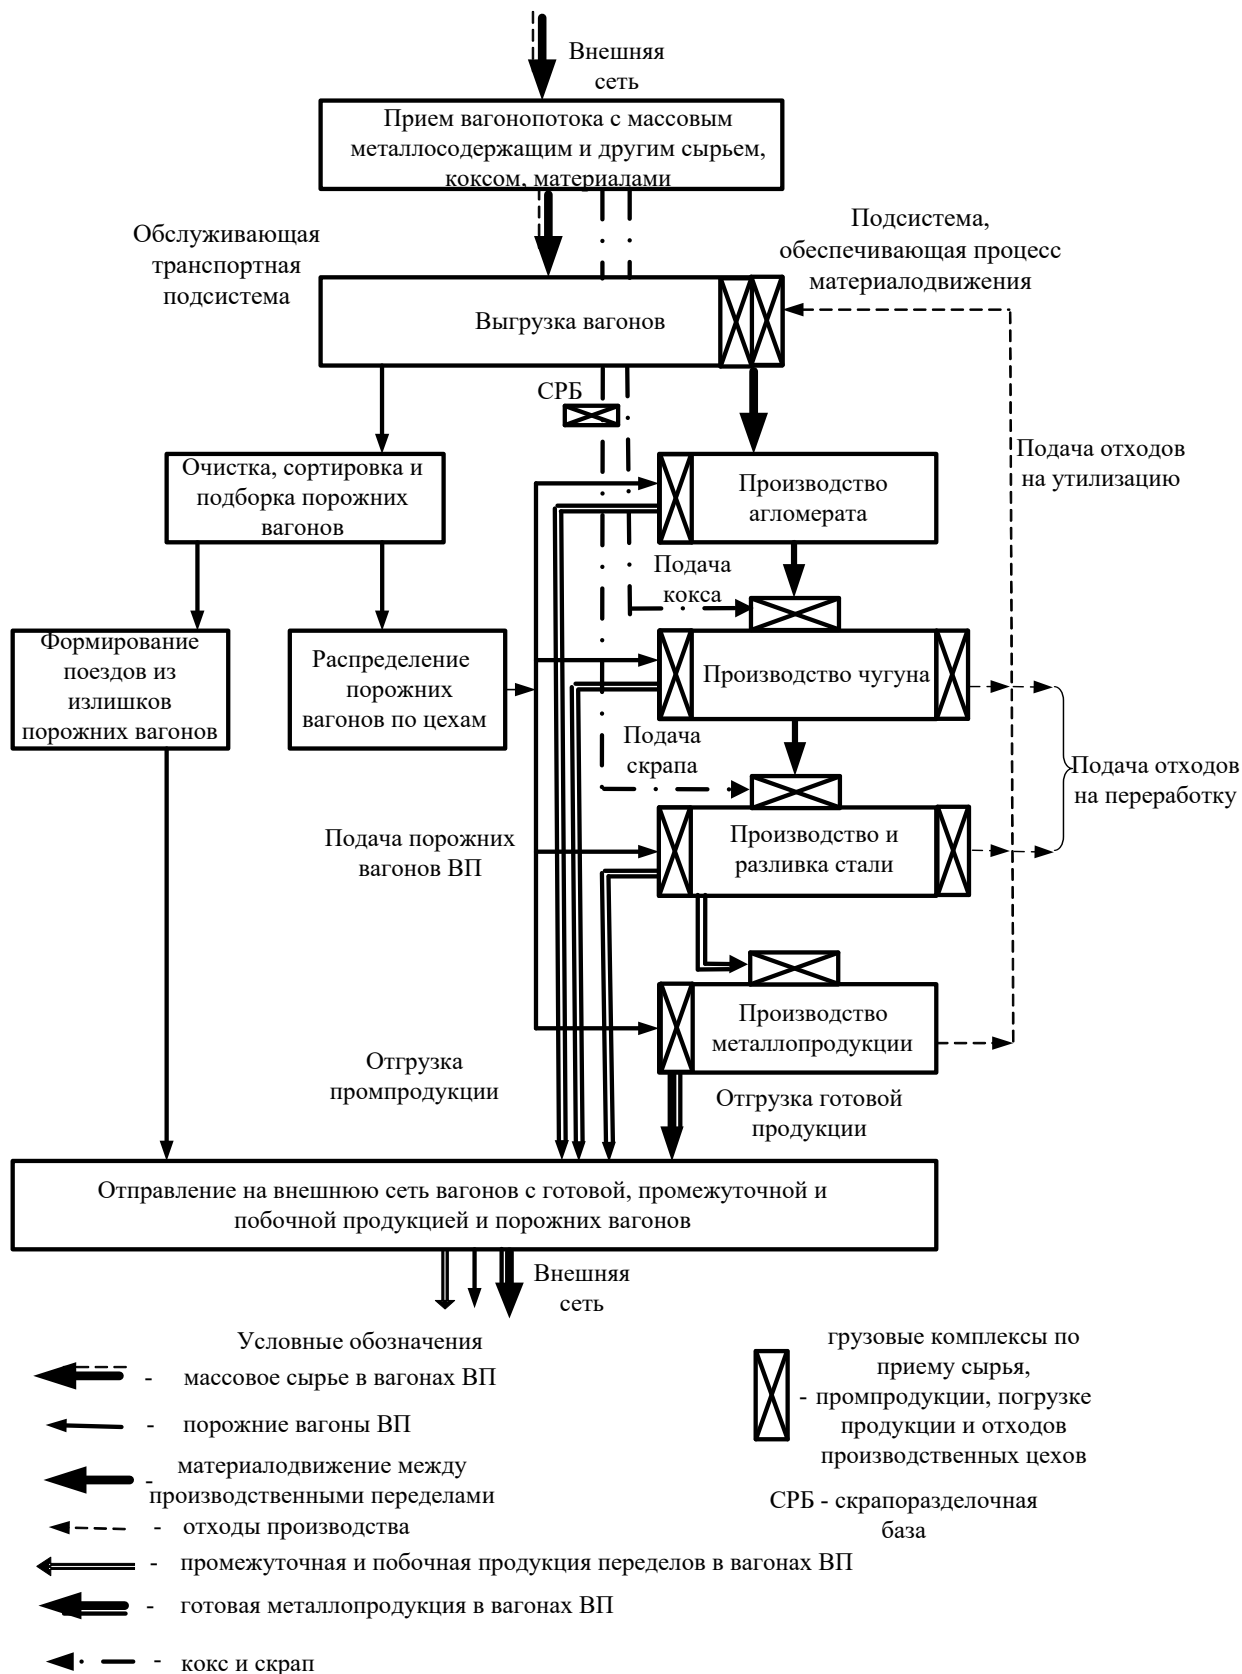 Внешняя
сеть
Прием вагонопотока с массовым
металлосодержащим и другим сырьем,
коксом, материалами
Обслуживающая
транспортная
подсистема
Подсистема,
обеспечивающая процесс
материалодвижения
Выгрузка вагонов
СРБ
Очистка, сортировка и
подборка порожних
вагонов
Производство
агломерата
Подача отходов
на утилизацию
Подача
кокса
Формирование
поездов из
излишков
порожних вагонов
Распределение
порожних
вагонов по цехам
Производство чугуна
Подача
скрапа
Подача отходов
на переработку
Подача порожних
вагонов ВП
Производство и
разливка стали
Производство
металлопродукции
Отгрузка
промпродукции
Отгрузка готовой
продукции
Отправление на внешнюю сеть вагонов с готовой, промежуточной и
побочной продукцией и порожних вагонов
Внешняя
сеть
Условные обозначения
- массовое сырье в вагонах ВП
- порожние вагоны ВП
- материалодвижение между
производственными переделами
- отходы производства
- промежуточная и побочная продукция переделов в вагонах ВП
- готовая металлопродукция в вагонах ВП
- кокс и скрап
грузовые комплексы по
приему сырья,
- промпродукции, погрузке
продукции и отходов
производственных цехов
СРБ - скрапоразделочная
база